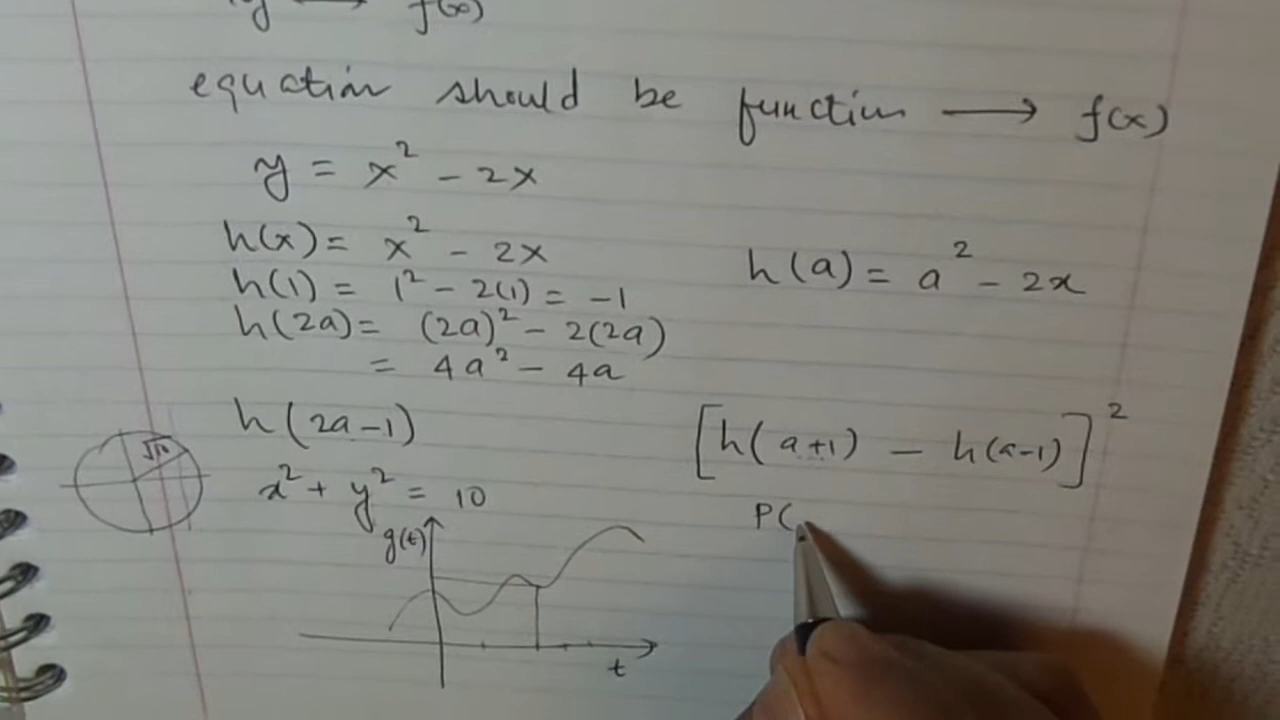 y → f(x)
equation should be function → f(x)
y = x² - 2x
h(x) = x² - 2x
h(a) = a² - 2x
h(1) = 1² - 2(1) = -1
h(2a) = (2a)² - 2(2a)
= 4a² - 4a
h(2a-1)
[h(a+1) - h(a-1)]²
√10
x² + y² = 10
P(
g(t)
t